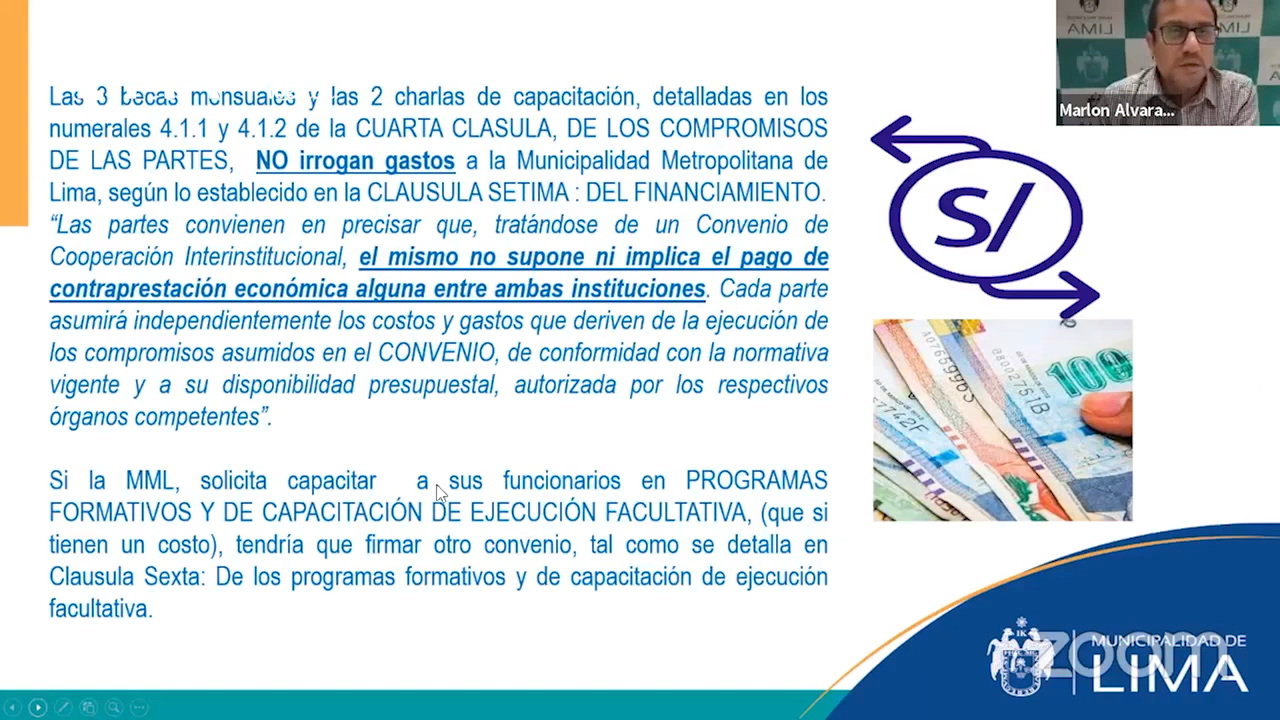 Las 3 becas mensuales y las 2 charlas de capacitación, detalladas en los
numerales 4.1.1 y 4.1.2 de la CUARTA CLASULA, DE LOS COMPROMISOS
DE LAS PARTES, NO irrogan gastos a la Municipalidad Metropolitana de
Lima, según lo establecido en la CLAUSULA SETIMA : DEL FINANCIAMIENTO.
“Las partes convienen en precisar que, tratándose de un Convenio de
Cooperación Interinstitucional, el mismo no supone ni implica el pago de
contraprestación económica alguna entre ambas instituciones. Cada parte
asumirá independientemente los costos y gastos que deriven de la ejecución de
los compromisos asumidos en el CONVENIO, de conformidad con la normativa
vigente y a su disponibilidad presupuestal, autorizada por los respectivos
órganos competentes”.
Si la MML, solicita capacitar a sus funcionarios en PROGRAMAS
FORMATIVOS Y DE CAPACITACIÓN DE EJECUCIÓN FACULTATIVA, (que si
tienen un costo), tendría que firmar otro convenio, tal como se detalla en
Clausula Sexta: De los programas formativos y de capacitación de ejecución
facultativa.
LIMA
Marlon Alvara...
S/
100
MUNICIPALIDAD DE
LIMA
zoom